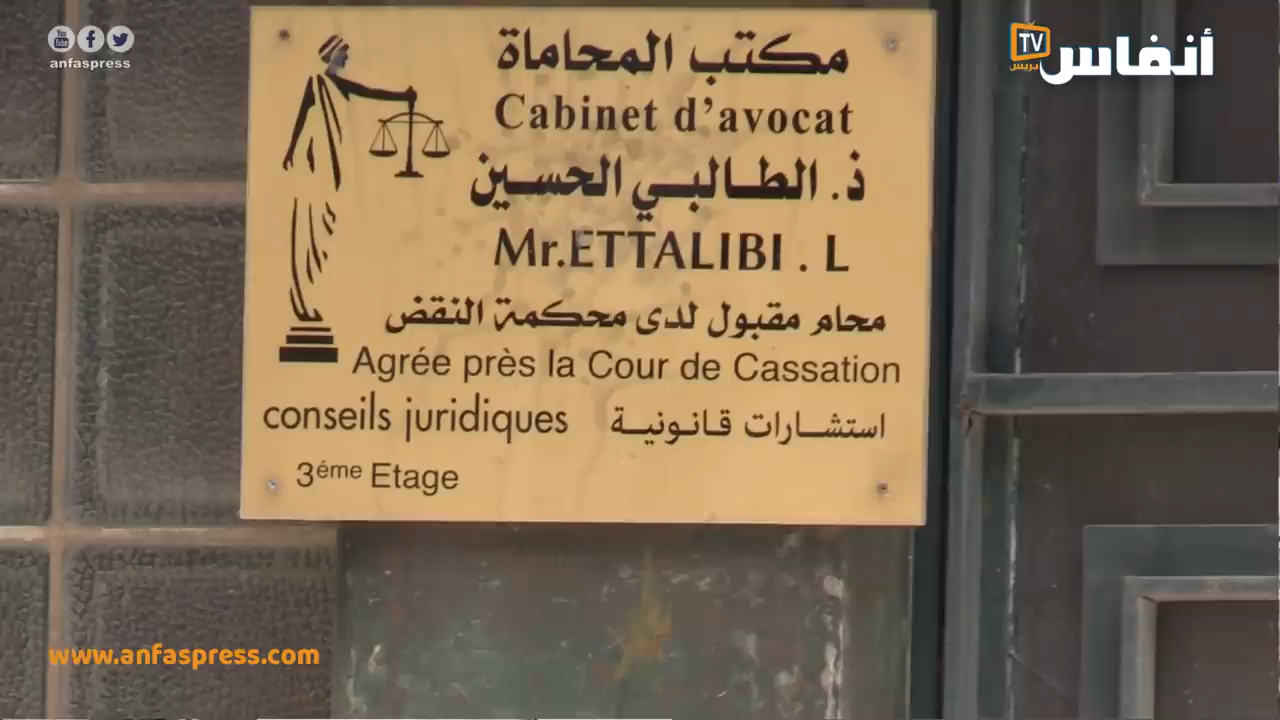 anfaspress
أنفاس
TV
بريس
مكتب المحاماة
Cabinet d'avocat
ذ. الطالبي الحسين
Mr.ETTALIBI . L
محام مقبول لدى محكمة النقض
Agrée près la Cour de Cassation
conseils juridiques استشارات قانونية
3éme Etage
www.anfaspress.com